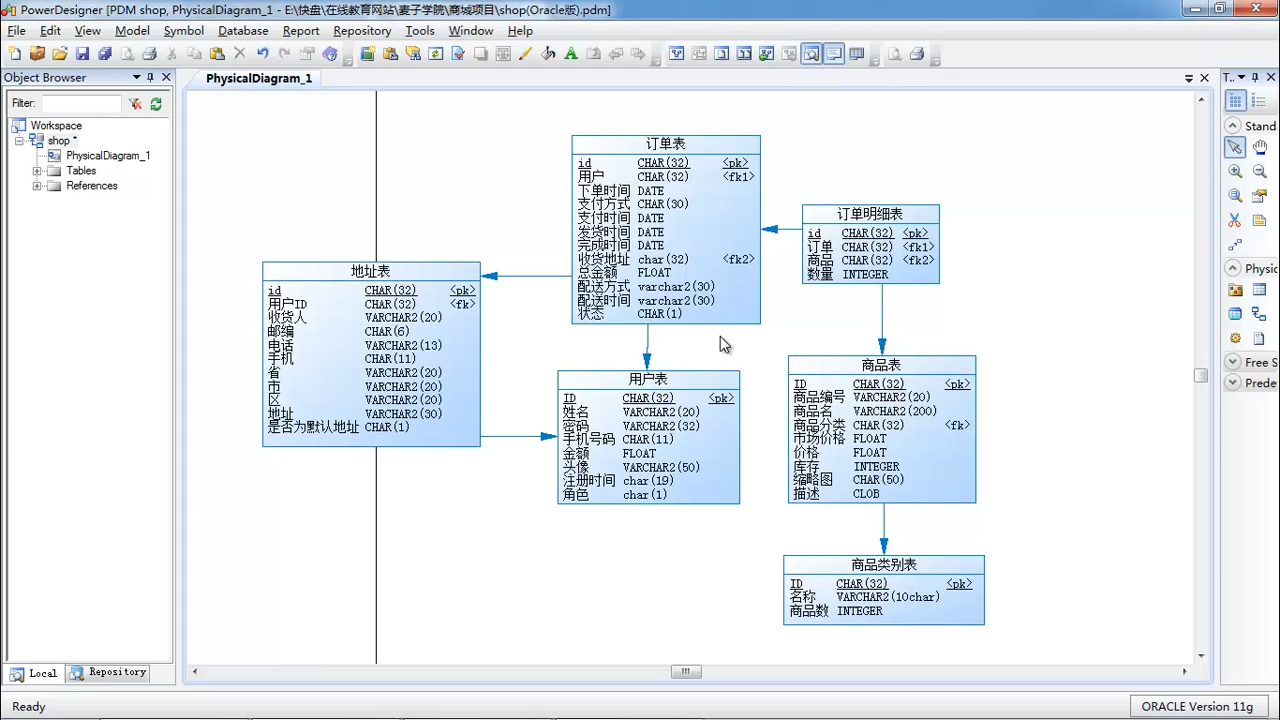 PowerDesigner [PDM shop, PhysicalDiagram_1 - E:\快盘\在线教育网站\麦子学院\商城项目\shop(Oracle版).pdm]
File Edit View Model Symbol Database Report Repository Tools Window Help
Object Browser
Filter:
Workspace
shop *
PhysicalDiagram_1
Tables
References
Local Repository
PhysicalDiagram_1
订单表
id CHAR(32) <pk>
用户 CHAR(32) <fk1>
下单时间 DATE
支付方式 CHAR(30)
支付时间 DATE
发货时间 DATE
完成时间 DATE
收货地址 char(32) <fk2>
总金额 FLOAT
配送方式 varchar2(30)
配送时间 varchar2(30)
状态 CHAR(1)
订单明细表
id CHAR(32) <pk>
订单 CHAR(32) <fk1>
商品 CHAR(32) <fk2>
数量 INTEGER
地址表
id CHAR(32) <pk>
用户ID CHAR(32) <fk>
收货人 VARCHAR2(20)
邮编 CHAR(6)
电话 VARCHAR2(13)
手机 CHAR(11)
省 VARCHAR2(20)
市 VARCHAR2(20)
区 VARCHAR2(20)
地址 VARCHAR2(30)
是否为默认地址 CHAR(1)
用户表
ID CHAR(32) <pk>
姓名 VARCHAR2(20)
密码 VARCHAR2(32)
手机号码 CHAR(11)
金额 FLOAT
头像 VARCHAR2(50)
注册时间 char(19)
角色 char(1)
商品表
ID CHAR(32) <pk>
商品编号 VARCHAR2(20)
商品名 VARCHAR2(200)
商品分类 CHAR(32) <fk>
市场价格 FLOAT
价格 FLOAT
库存 INTEGER
缩略图 CHAR(50)
描述 CLOB
商品类别表
ID CHAR(32) <pk>
名称 VARCHAR2(10char)
商品数 INTEGER
T..
Stand
Physic
Free S
Prede
Ready
ORACLE Version 11g